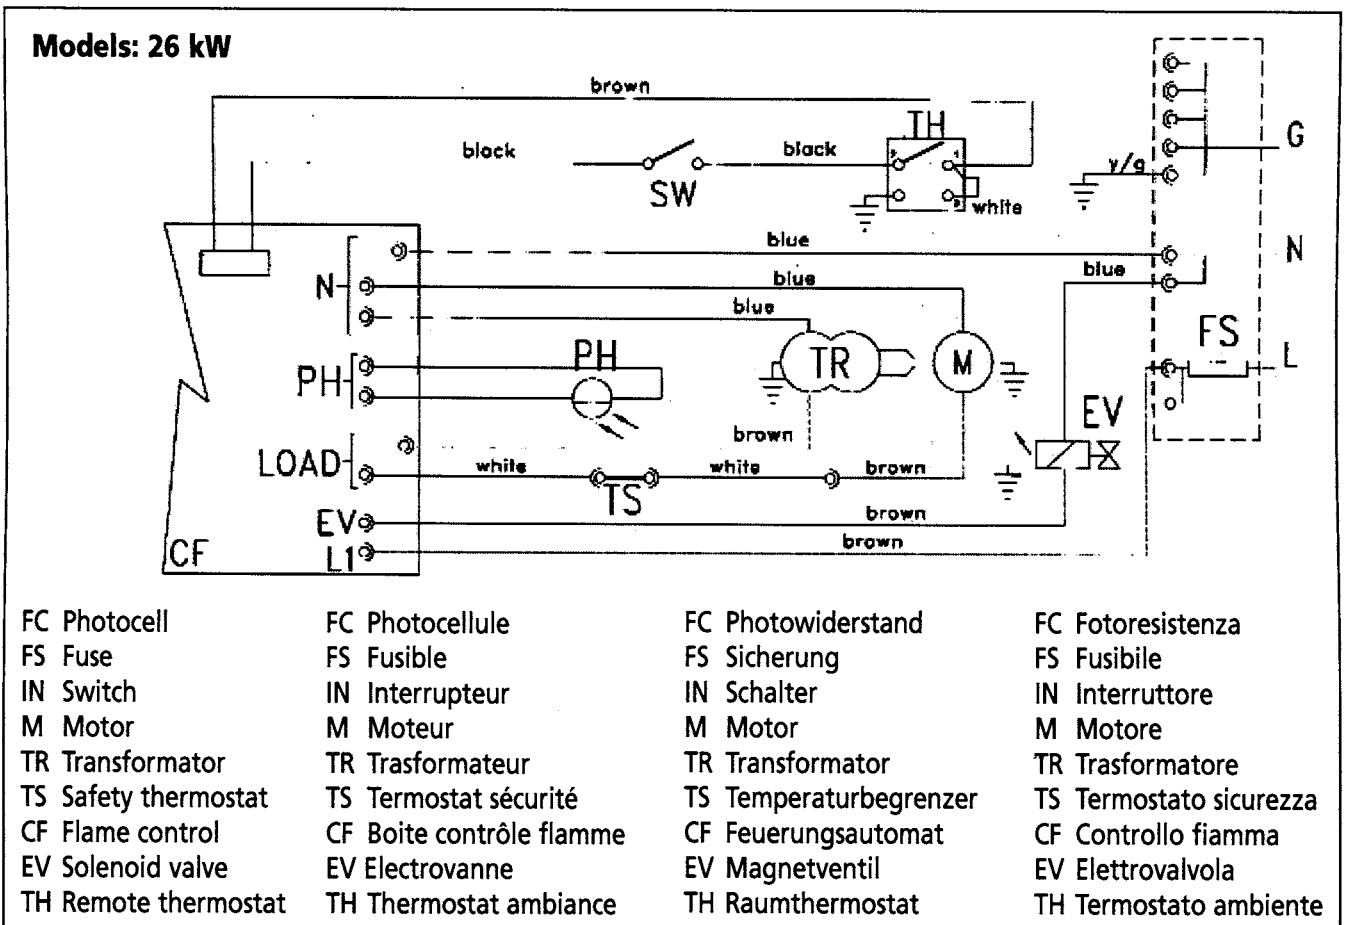 Models: 26 kW
brown
black
SW
black
TH
white
y/g
G
blue
N
blue
N
blue
blue
PH
PH
TR
M
FS
L
EV
brown
LOAD
white
TS
white
brown
EV
brown
L1
brown
CF
FC Photocell
FS Fuse
IN Switch
M Motor
TR Transformator
TS Safety thermostat
CF Flame control
EV Solenoid valve
TH Remote thermostat
FC Photocellule
FS Fusible
IN Interrupteur
M Moteur
TR Trasformateur
TS Termostat sécurité
CF Boite contrôle flamme
EV Electrovanne
TH Thermostat ambiance
FC Photowiderstand
FS Sicherung
IN Schalter
M Motor
TR Transformator
TS Temperaturbegrenzer
CF Feuerungsautomat
EV Magnetventil
TH Raumthermostat
FC Fotoresistenza
FS Fusibile
IN Interruttore
M Motore
TR Trasformatore
TS Termostato sicurezza
CF Controllo fiamma
EV Elettrovalvola
TH Termostato ambiente